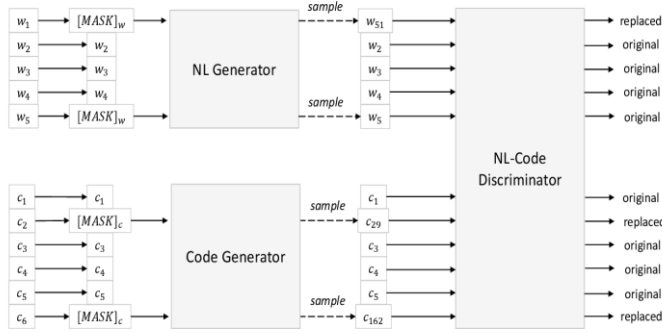 w1 [MASK]w sample w51 replaced
w2 w2 w2 original
w3 w3 NL Generator w3 original
w4 w4 w4 original
w5 [MASK]w sample w5 original
NL-Code
Discriminator
c1 c1 sample c1 original
c2 [MASK]c c29 replaced
c3 c3 c3 original
c4 c4 Code Generator c4 original
c5 c5 c5 original
c6 [MASK]c sample c162 replaced